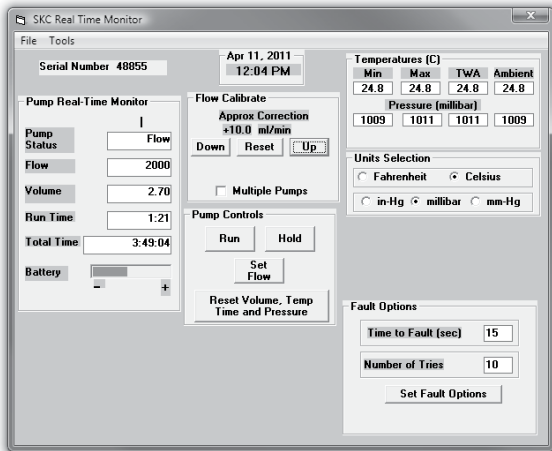 SKC Real Time Monitor
File Tools
Serial Number 48855
Apr 11, 2011
12:04 PM
Pump Real-Time Monitor
Pump Status Flow
Flow 2000
Volume 2.70
Run Time 1:21
Total Time 3:49:04
Battery
- +
Flow Calibrate
Approx Correction
+10.0 ml/min
Down Reset Up
Multiple Pumps
Pump Controls
Run Hold
Set
Flow
Reset Volume, Temp
Time and Pressure
Temperatures (C)
Min Max TWA Ambient
24.8 24.8 24.8 24.8
Pressure (millibar)
1009 1011 1011 1009
Units Selection
Fahrenheit Celsius
in-Hg millibar mm-Hg
Fault Options
Time to Fault (sec) 15
Number of Tries 10
Set Fault Options